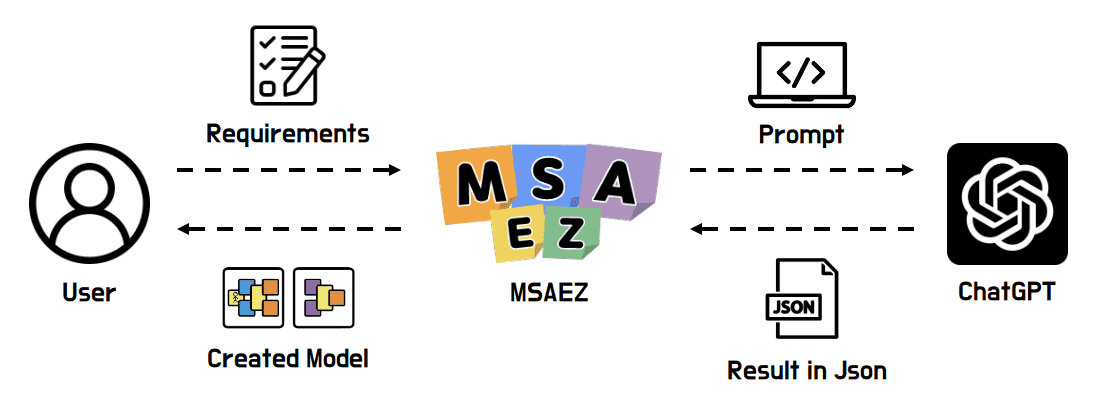 Requirements
Prompt
</>
M S A
E Z
User
MSAEZ
ChatGPT
JSON
Created Model
Result in Json